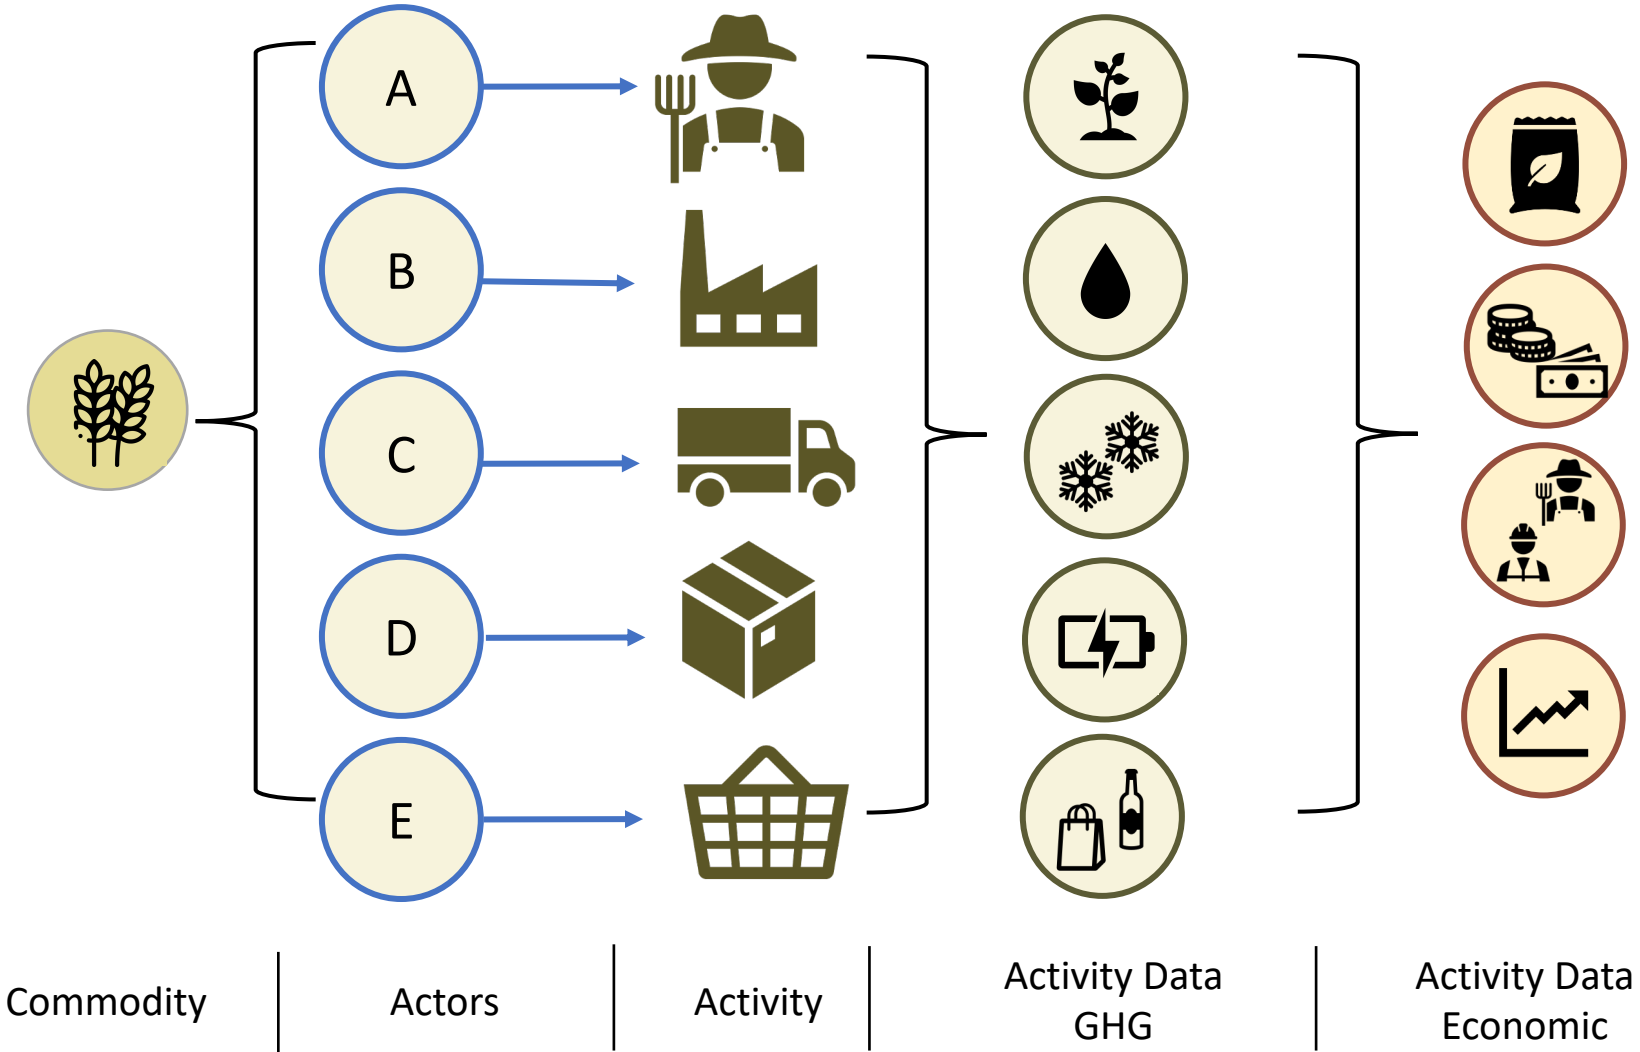 A
B
C
D
E
Commodity
Actors
Activity
Activity Data
GHG
Activity Data
Economic